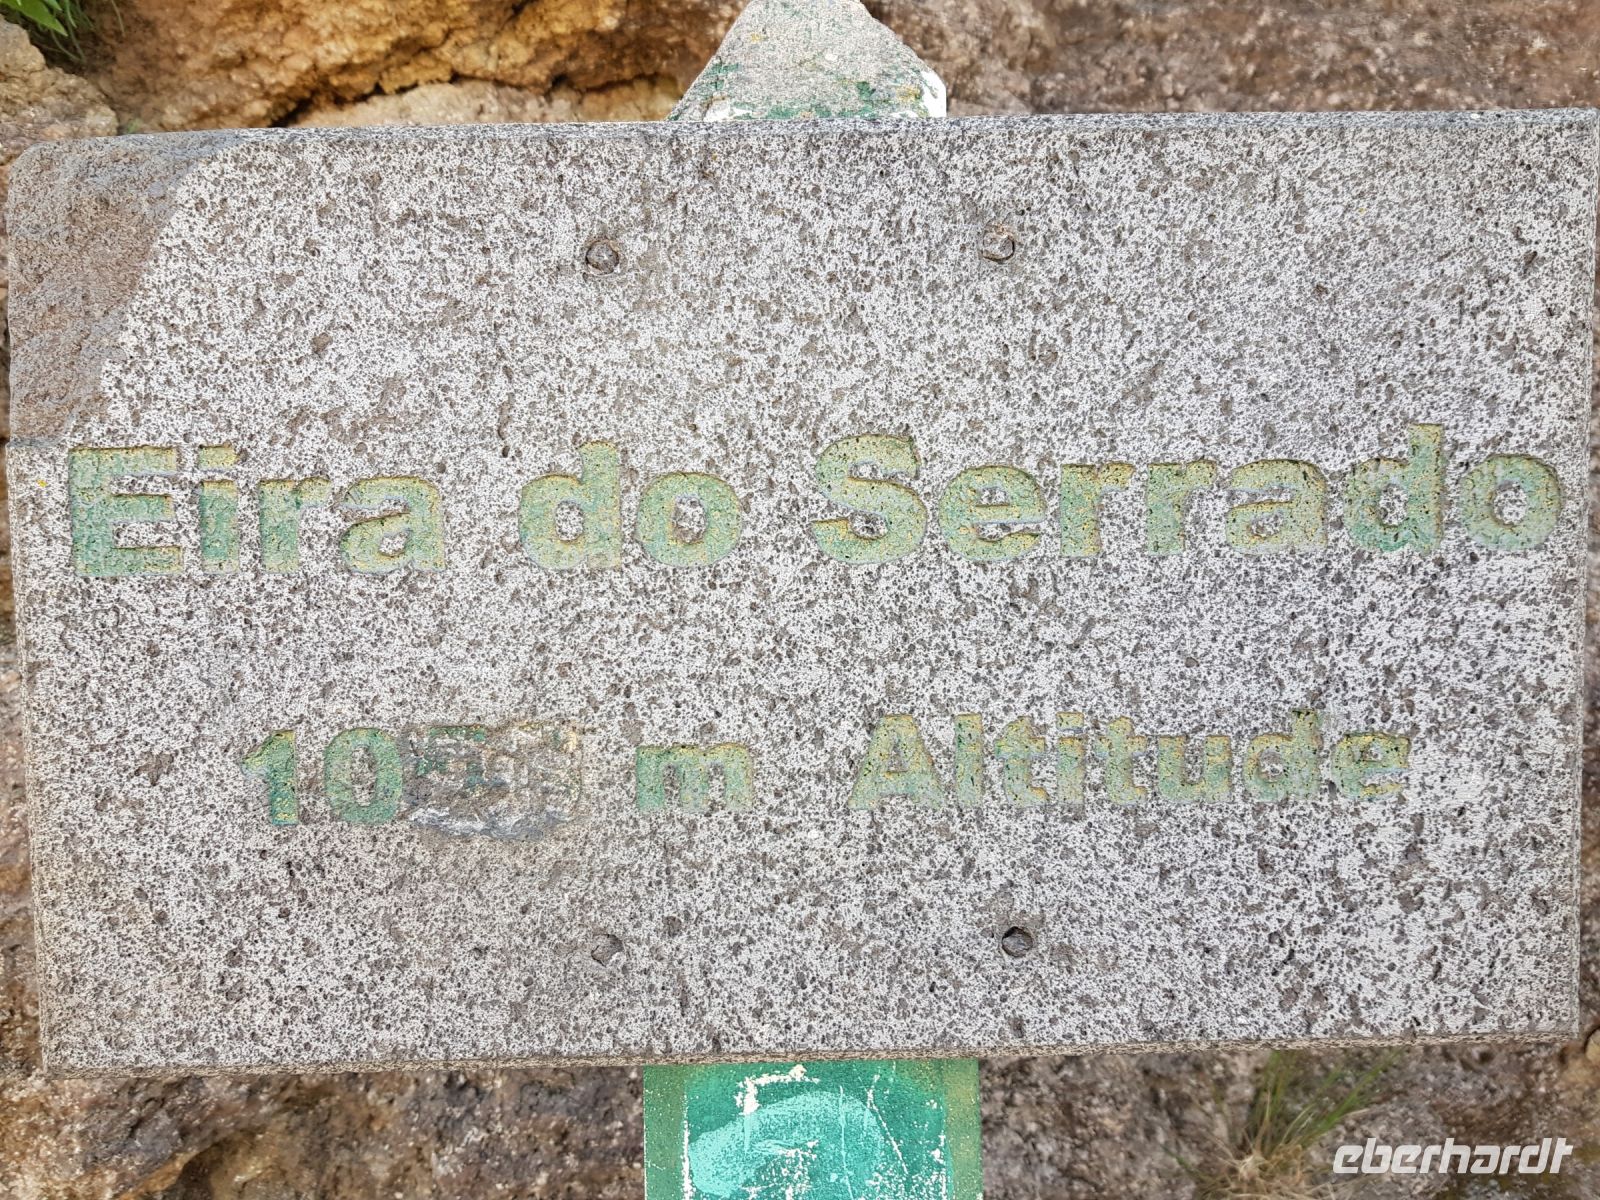 Eira do Serrado
m Altitude
eberhardt